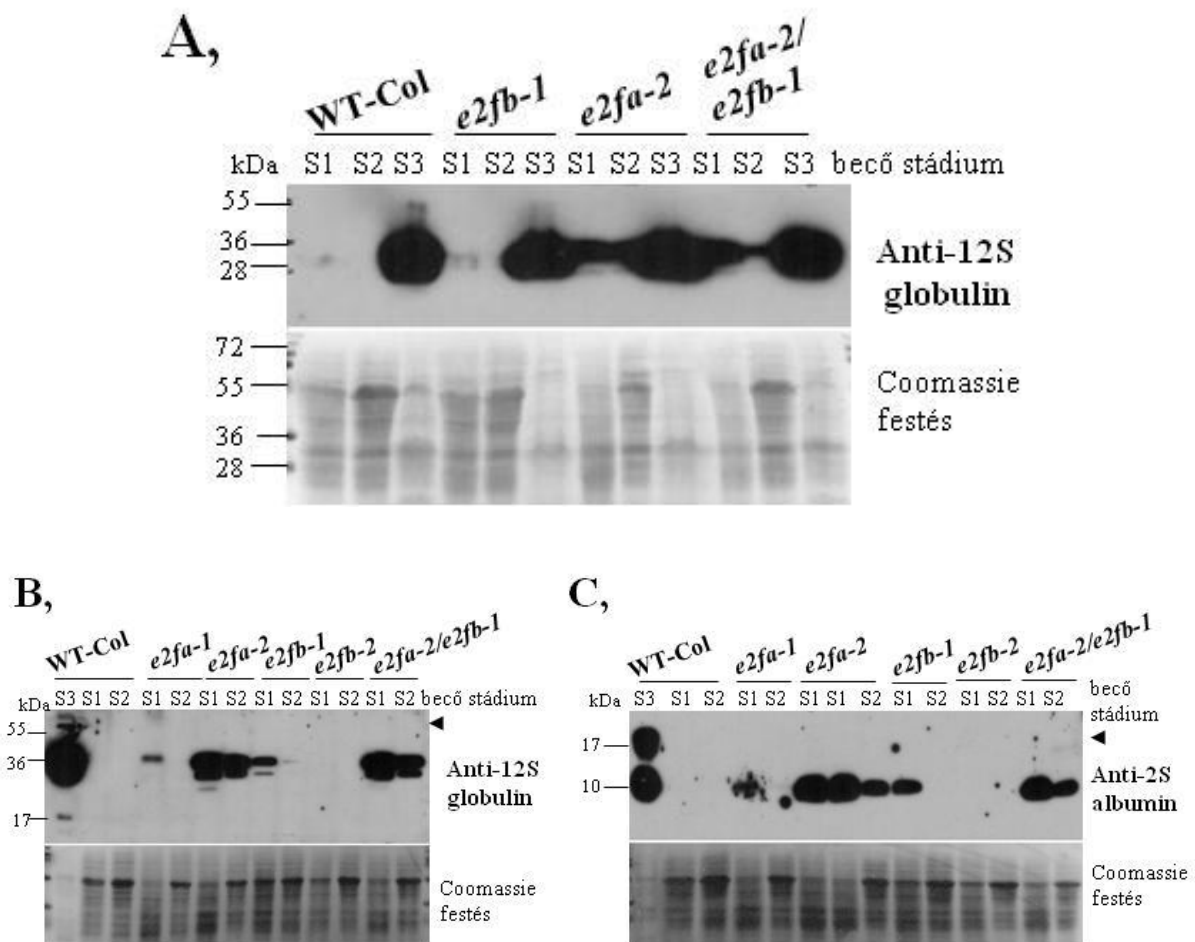 A,
WT-Col e2fb-1 e2fa-2 e2fa-2/
e2fb-1
kDa S1 S2 S3 S1 S2 S3 S1 S2 S3 S1 S2 S3 becő stádium
55
36
28
Anti-12S
globulin
72
55
36
28
Coomassie
festés
B,
WT-Col e2fa-1 e2fa-2 e2fb-1 e2fb-2 e2fa-2/e2fb-1
kDa S3 S1 S2 S1 S2 S1 S2 S1 S2 S1 S2 S1 S2 becő stádium
55
36
17
Anti-12S
globulin
Coomassie
festés
C,
WT-Col e2fa-1 e2fa-2 e2fb-1 e2fb-2 e2fa-2/e2fb-1
kDa S3 S1 S2 S1 S2 S1 S1 S2 S1 S2 S1 S2 S1 S2 becő
stádium
17
10
Anti-2S
albumin
Coomassie
festés